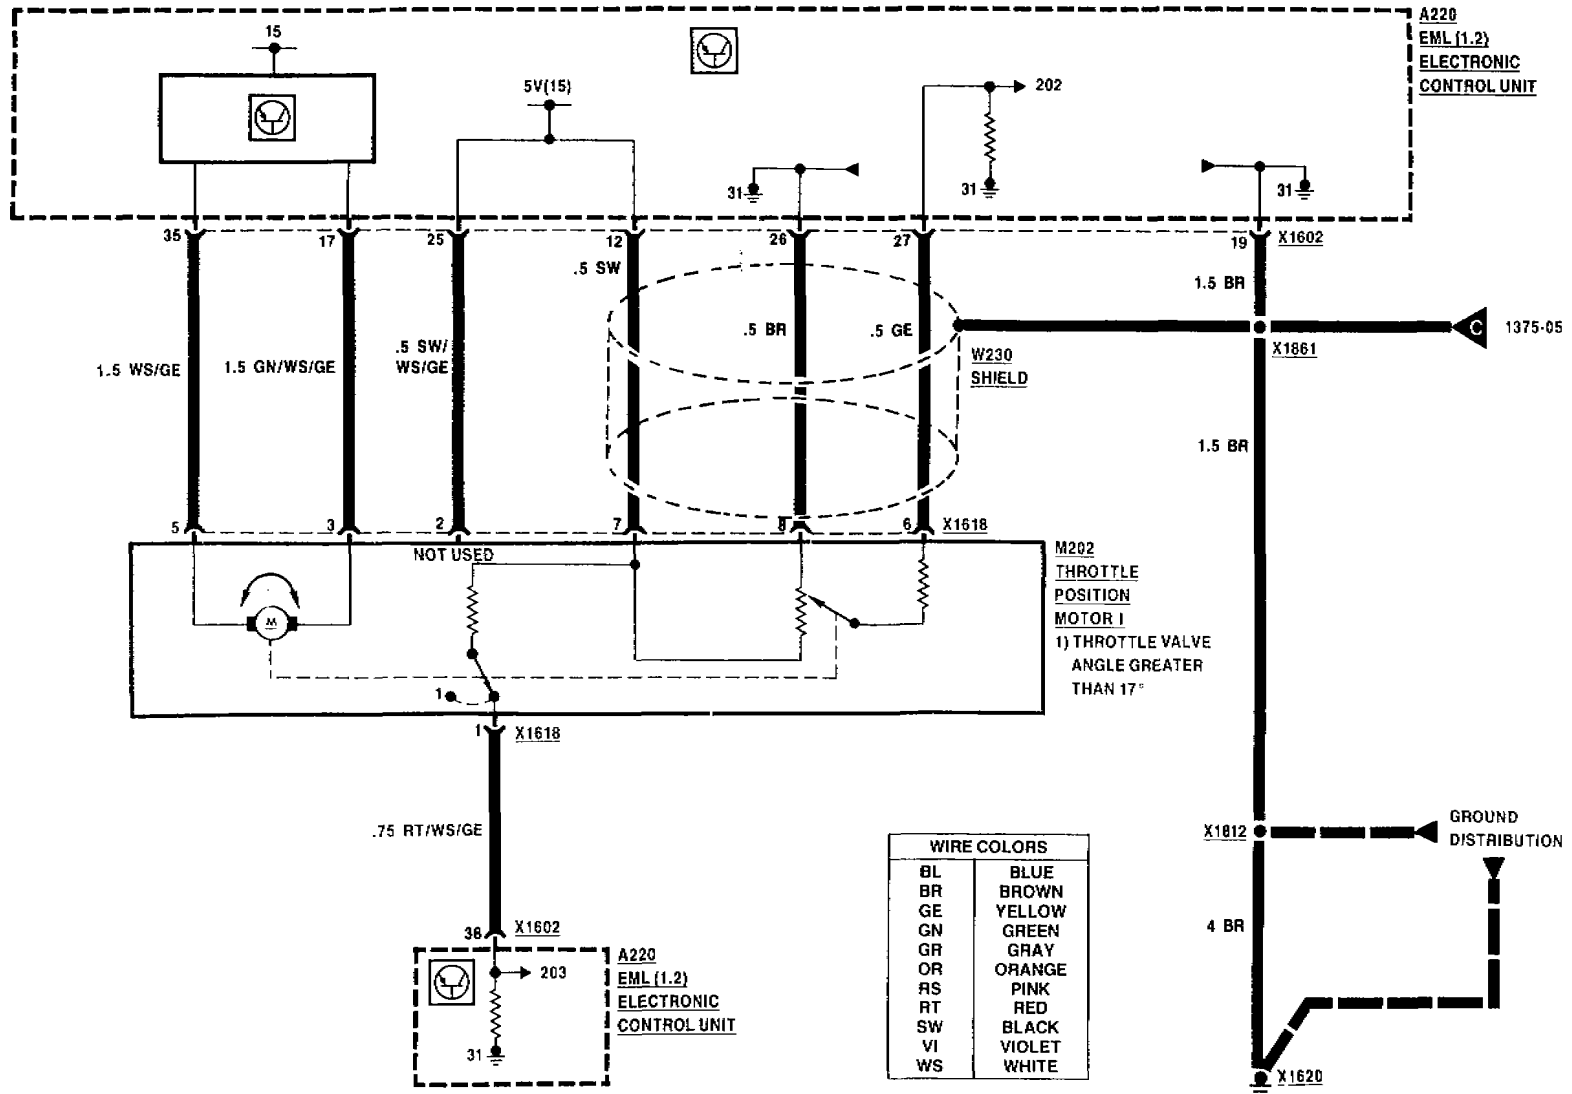 A220
EML (1.2)
ELECTRONIC
CONTROL UNIT
15
5V(15)
202
31
31
31
35
17
25
12
26
27
19
X1602
.5 SW
1.5 BR
1.5 WS/GE
1.5 GN/WS/GE
.5 SW/
WS/GE
.5 BR
.5 GE
C
1375-05
X1861
W230
SHIELD
1.5 BR
5
3
2
7
8
6
X1618
NOT USED
M
1
M202
THROTTLE
POSITION
MOTOR I
1) THROTTLE VALVE
ANGLE GREATER
THAN 17°
1
X1618
.75 RT/WS/GE
38
X1602
203
31
A220
EML (1.2)
ELECTRONIC
CONTROL UNIT
WIRE COLORS
BL BLUE
BR BROWN
GE YELLOW
GN GREEN
GR GRAY
OR ORANGE
RS PINK
RT RED
SW BLACK
VI VIOLET
WS WHITE
X1812
GROUND
DISTRIBUTION
4 BR
X1620